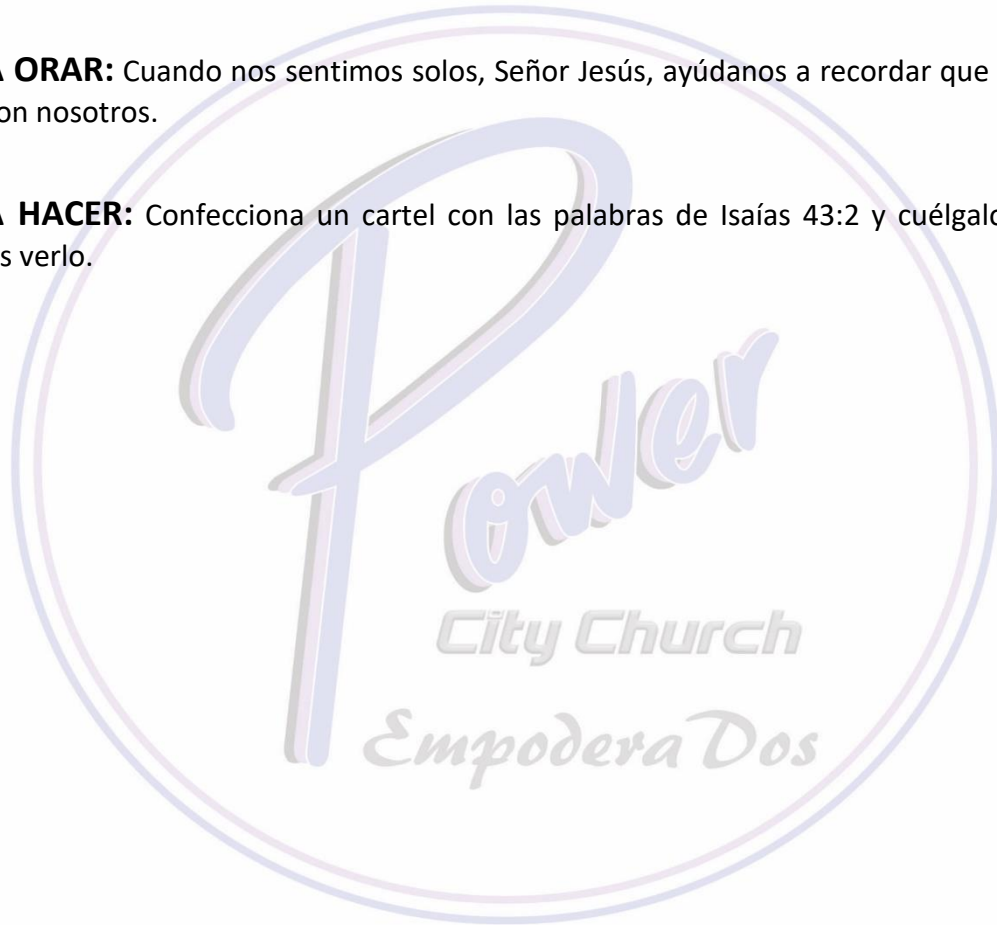 A ORAR: Cuando nos sentimos solos, Señor Jesús, ayúdanos a recordar que
on nosotros.
A HACER: Confecciona un cartel con las palabras de Isaías 43:2 y cuélgalo
s verlo.
Power
City Church
EmpoderaDos